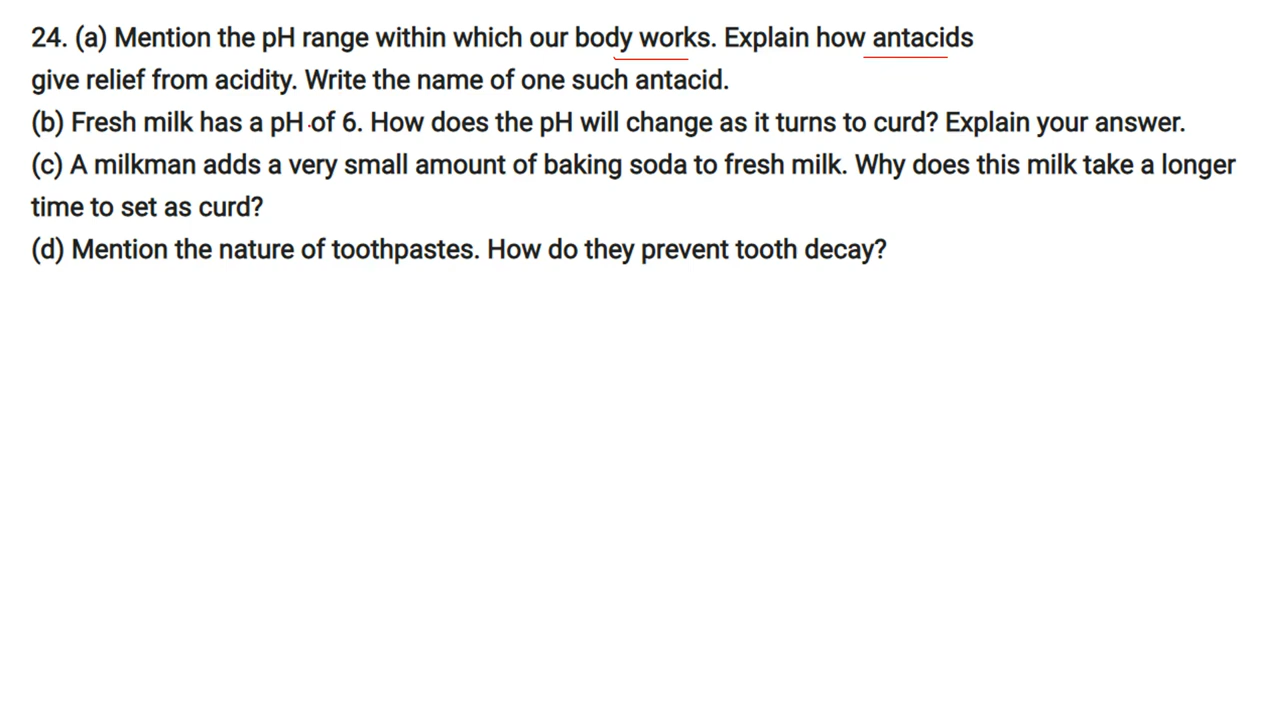 24. (a) Mention the pH range within which our body works. Explain how antacids
give relief from acidity. Write the name of one such antacid.
(b) Fresh milk has a pH of 6. How does the pH will change as it turns to curd? Explain your answer.
(c) A milkman adds a very small amount of baking soda to fresh milk. Why does this milk take a longer
time to set as curd?
(d) Mention the nature of toothpastes. How do they prevent tooth decay?